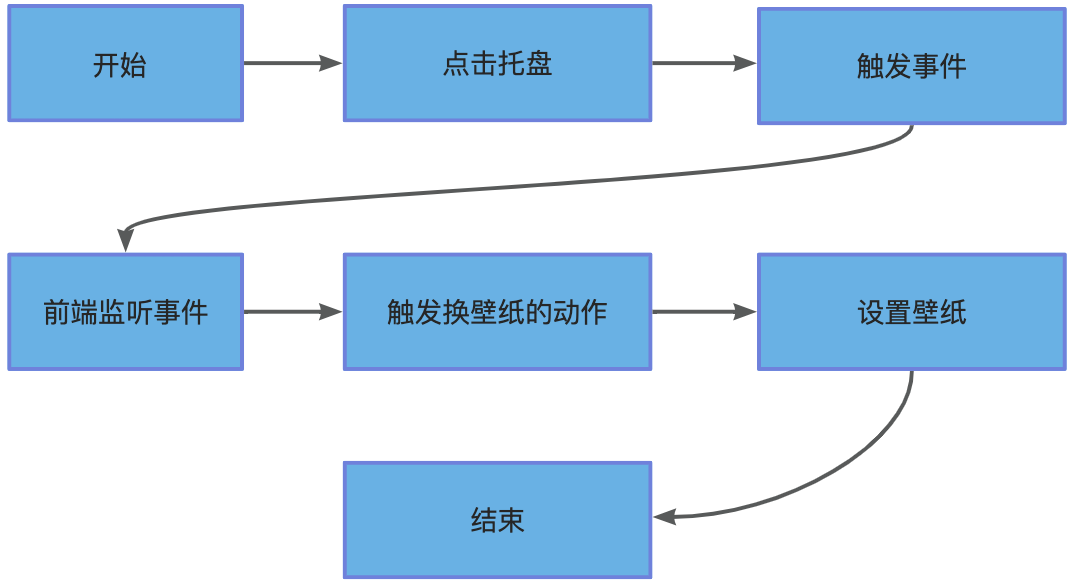 开始
点击托盘
触发事件
前端监听事件
触发换壁纸的动作
设置壁纸
结束